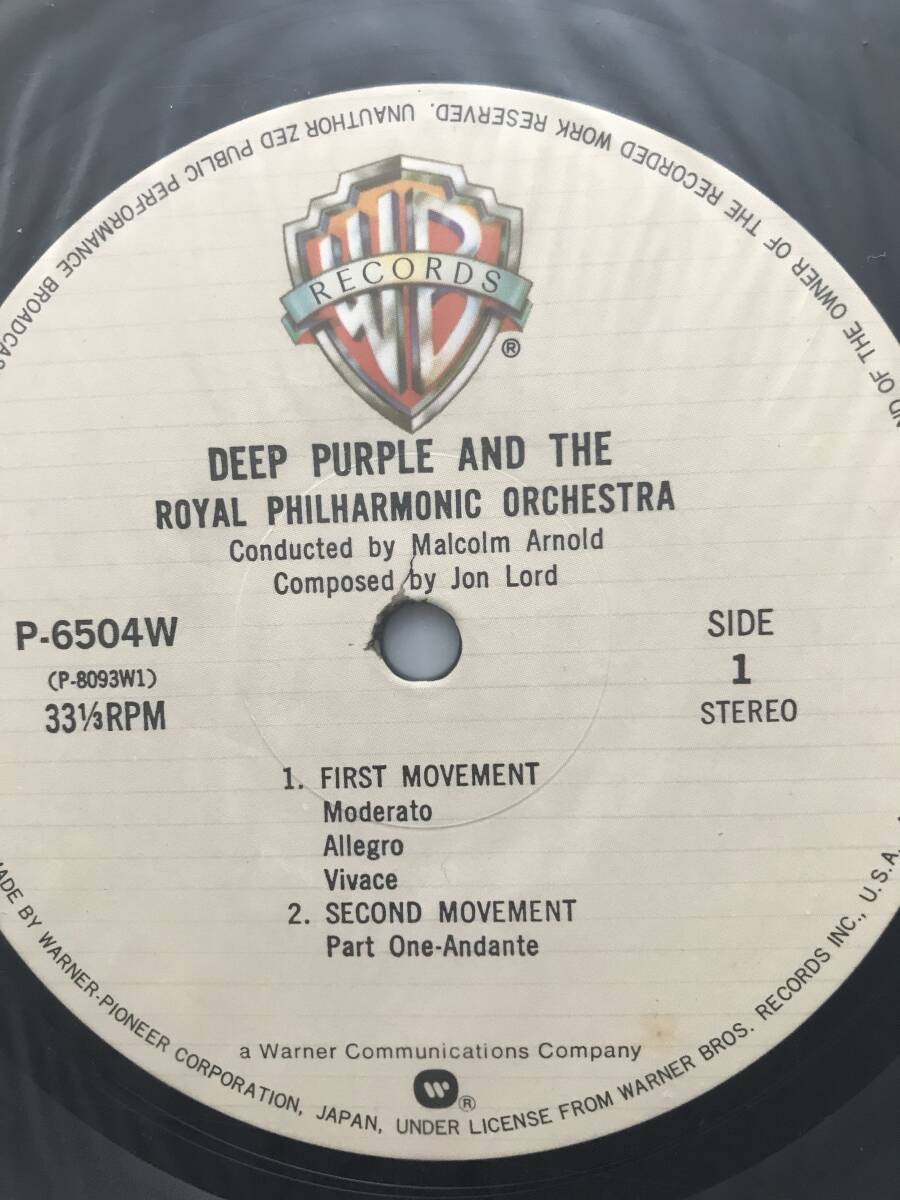 ND OF THE OWNER OF THE RECORDED WORK RESERVED. UNAUTHOR ZED PUBLIC PERFORMANCE BROADCAS
WB
RECORDS
®
DEEP PURPLE AND THE
ROYAL PHILHARMONIC ORCHESTRA
Conducted by Malcolm Arnold
Composed by Jon Lord
P-6504W
(P-8093W1)
33⅓RPM
SIDE
1
STEREO
1. FIRST MOVEMENT
Moderato
Allegro
Vivace
2. SECOND MOVEMENT
Part One-Andante
a Warner Communications Company
W ®
MADE BY WARNER-PIONEER CORPORATION, JAPAN, UNDER LICENSE FROM WARNER BROS. RECORDS INC., U.S.A.